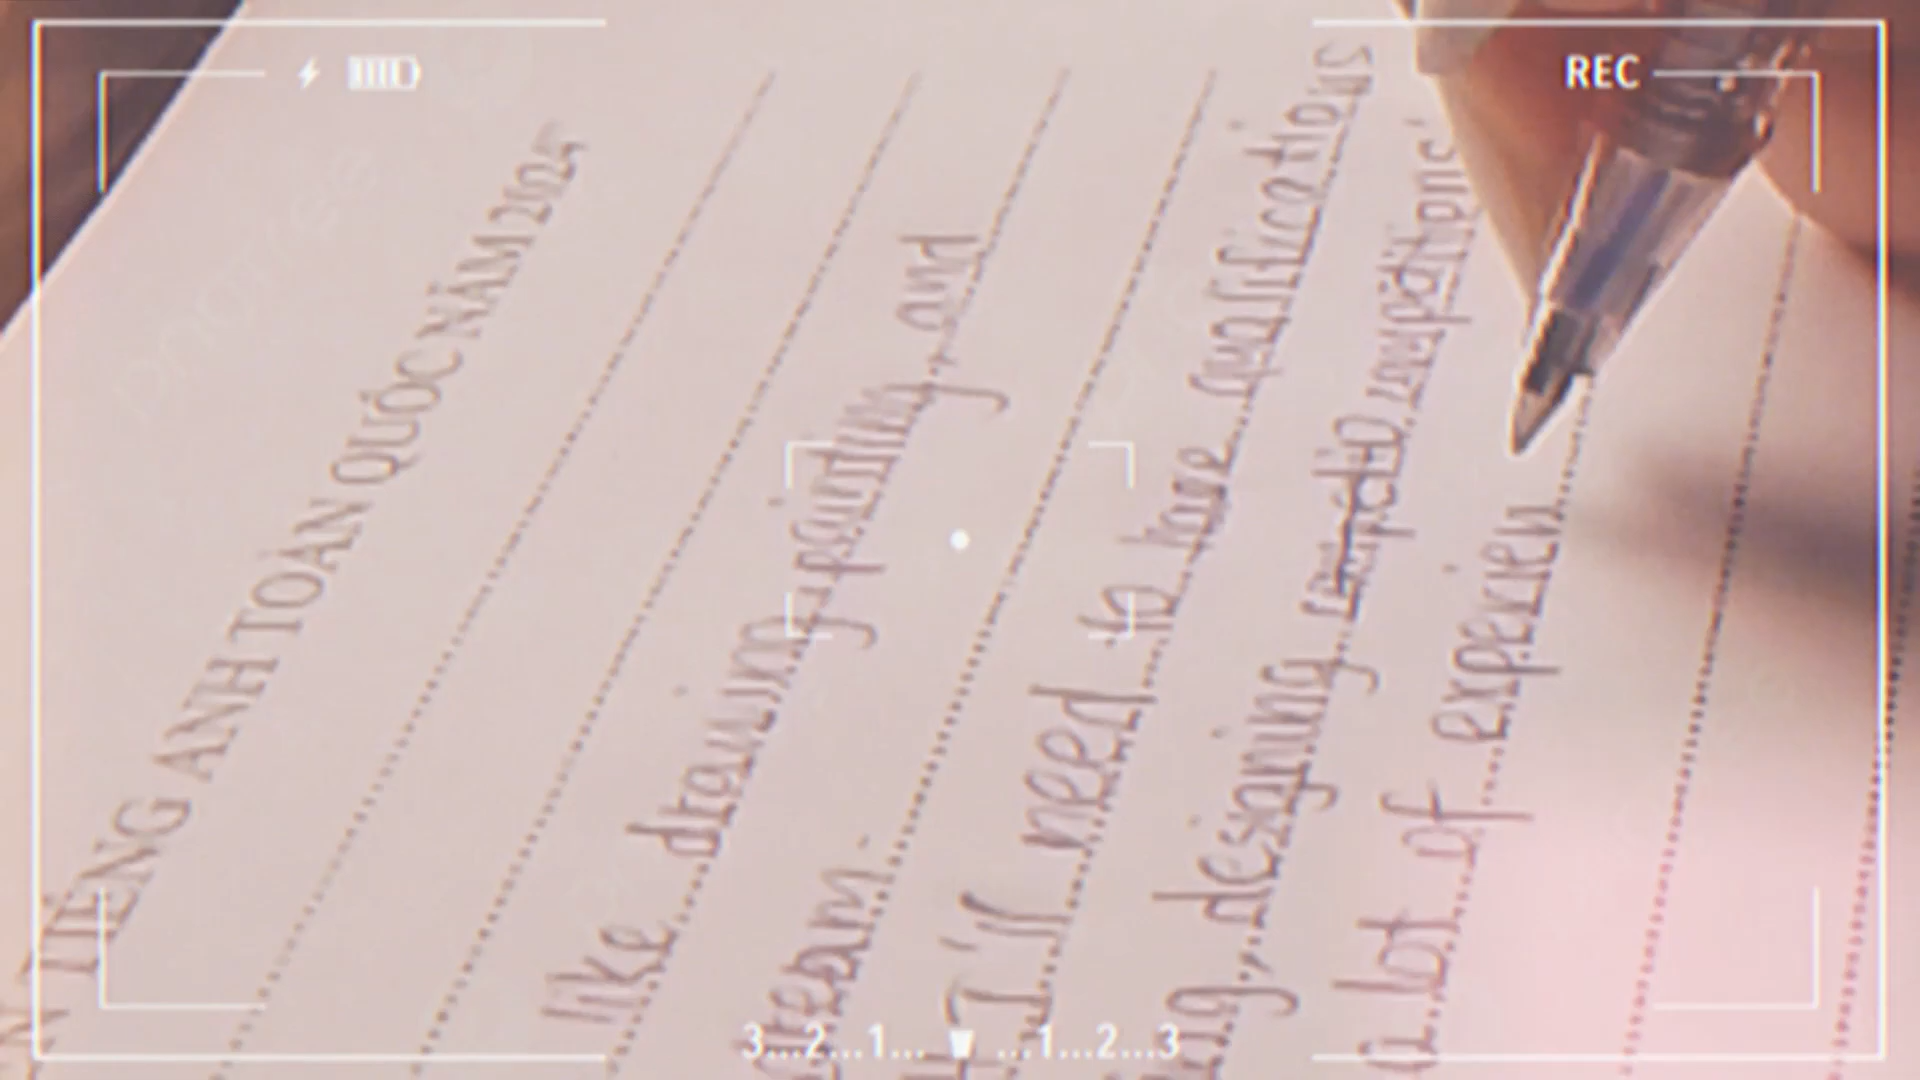 REC
N TIẾNG ANH TOÀN QUỐC NĂM 2025
like drawing, painting, and
dream.
I'll need to have qualifications
ing, designing
a lot of experien
3...2...1... ...1...2...3